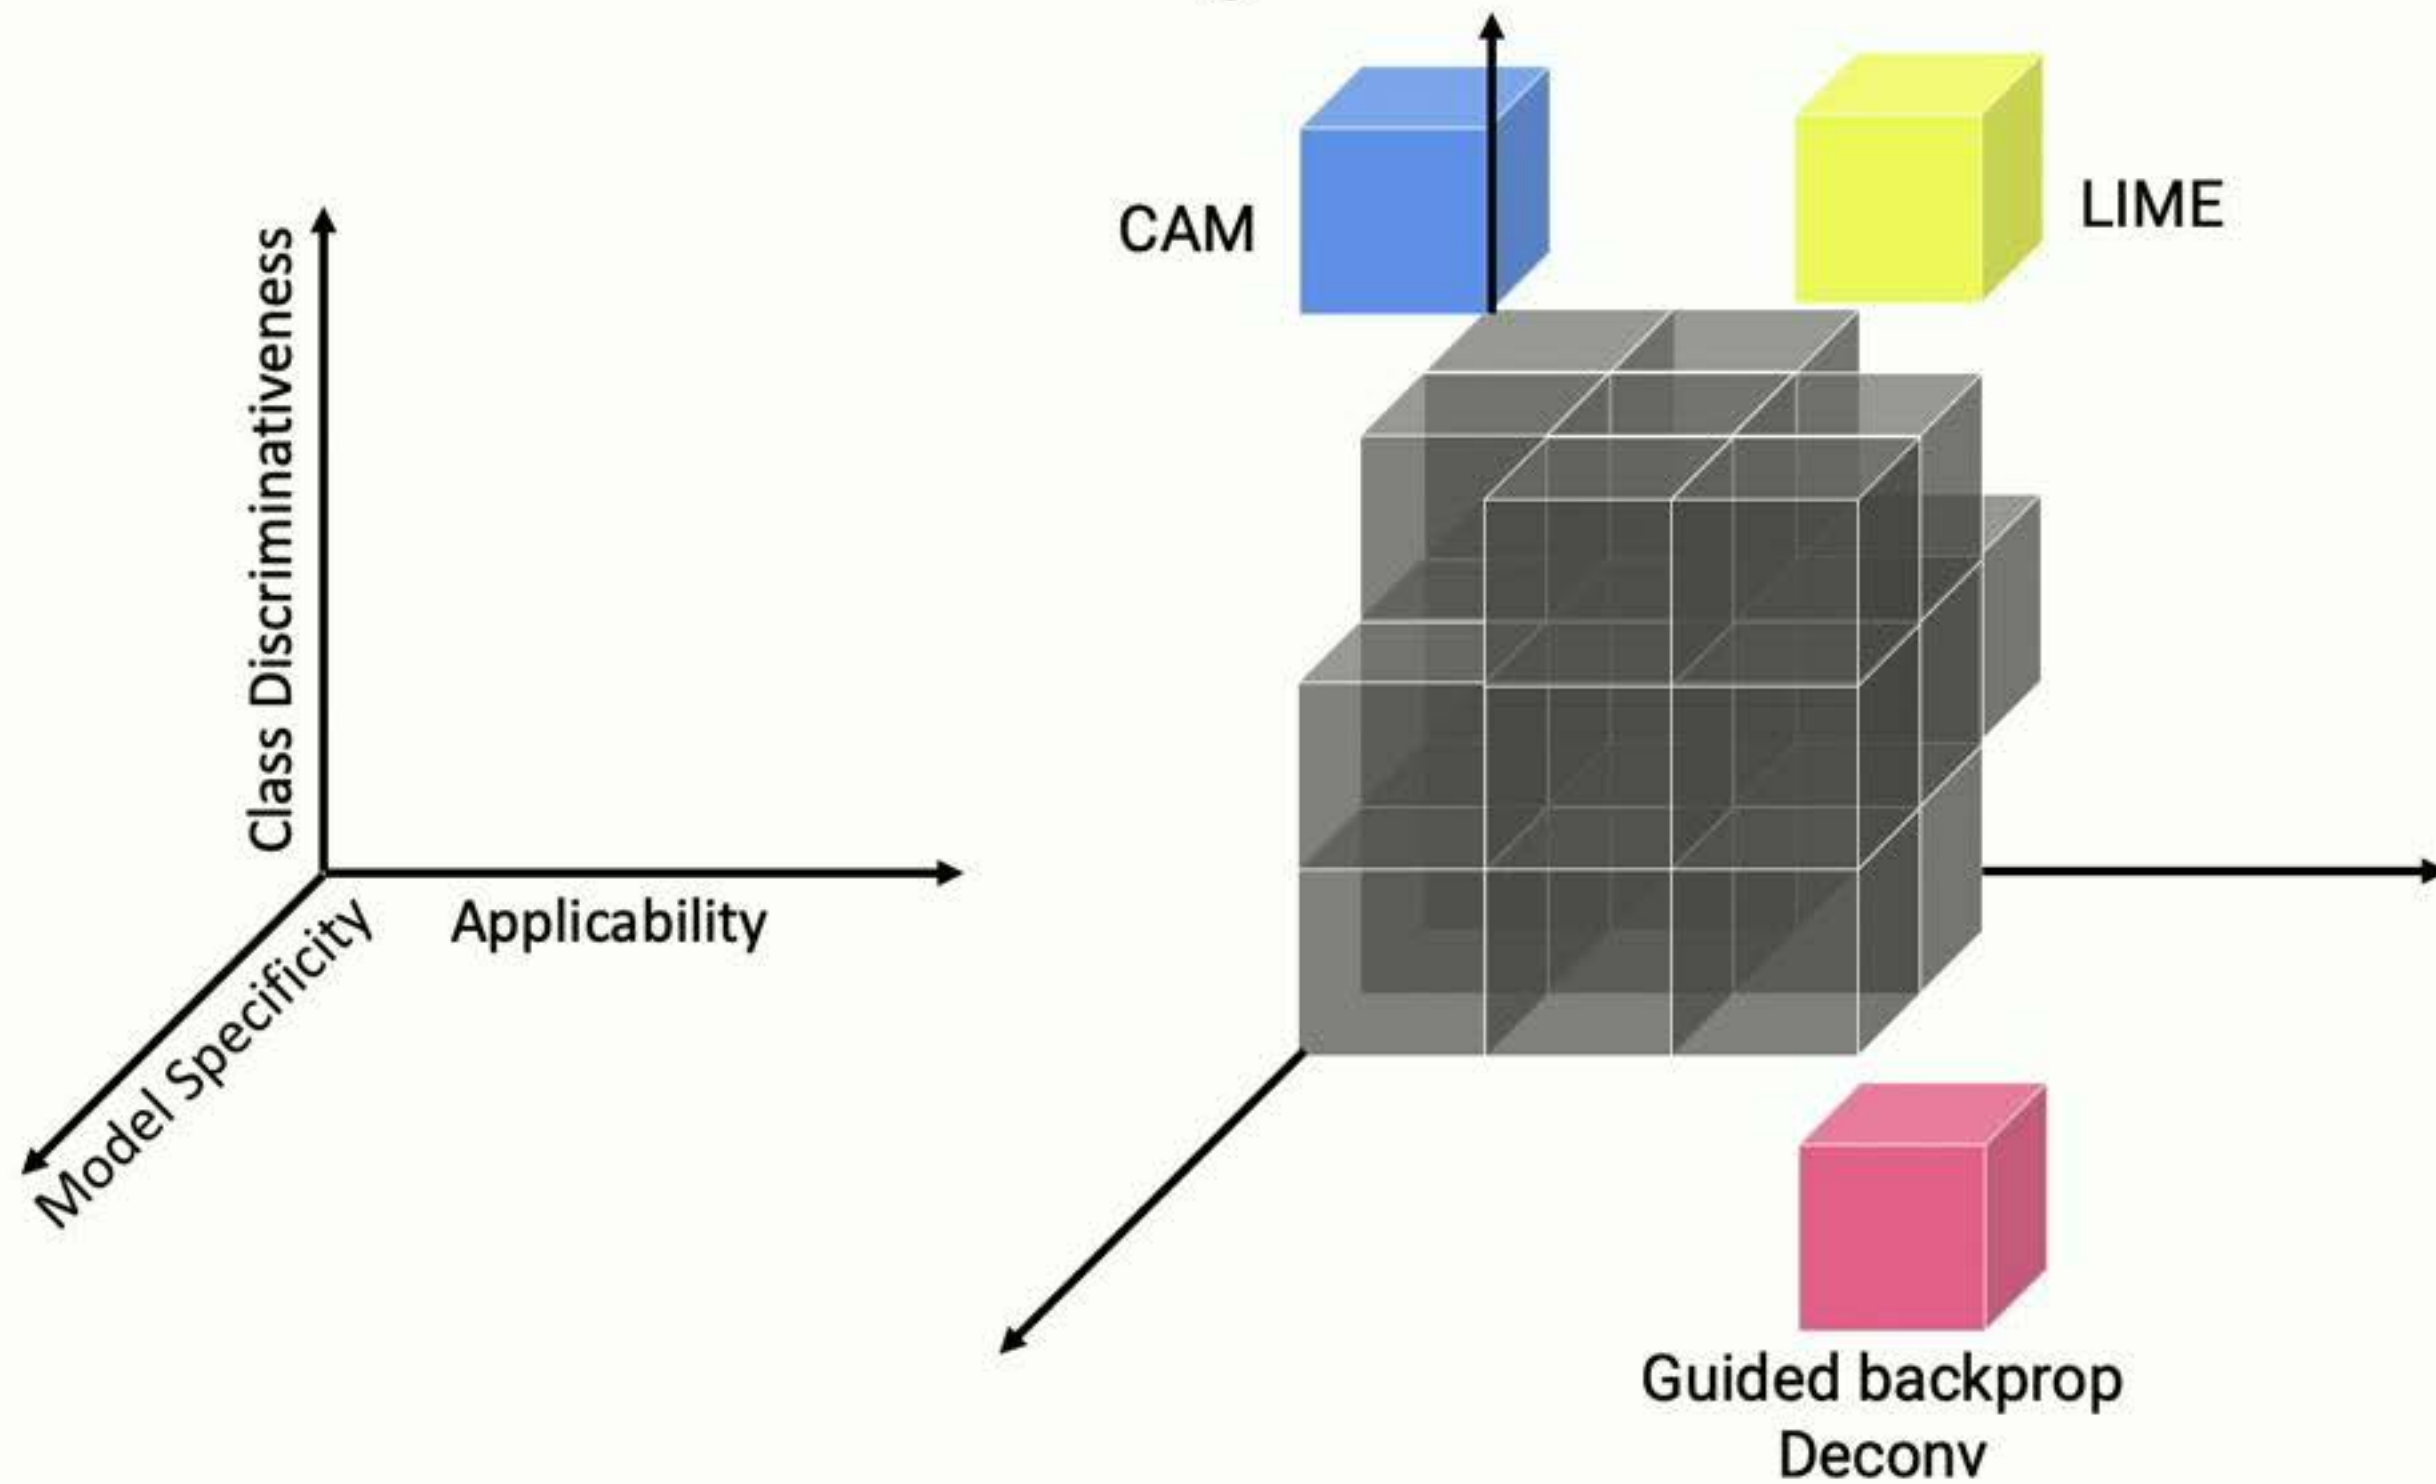 Class Discriminativeness
Applicability
Model Specificity
CAM
LIME
Guided backprop
Deconv